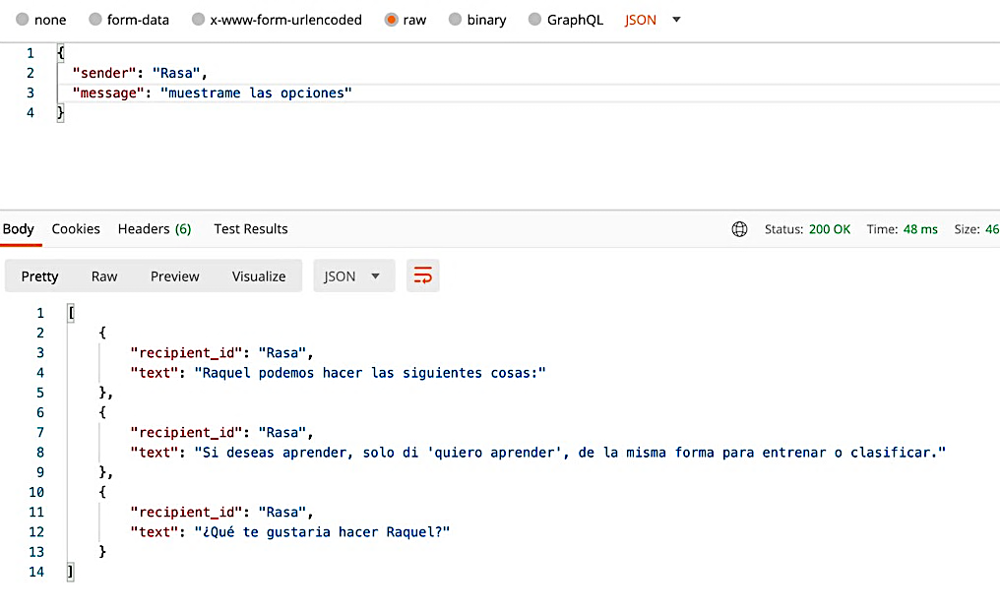 none form-data x-www-form-urlencoded raw binary GraphQL JSON
1 {
2 "sender": "Rasa",
3 "message": "muestrame las opciones"
4 }
Body Cookies Headers (6) Test Results Status: 200 OK Time: 48 ms Size: 46
Pretty Raw Preview Visualize JSON
1 [
2 {
3 "recipient_id": "Rasa",
4 "text": "Raquel podemos hacer las siguientes cosas:"
5 },
6 {
7 "recipient_id": "Rasa",
8 "text": "Si deseas aprender, solo di 'quiero aprender', de la misma forma para entrenar o clasificar."
9 },
10 {
11 "recipient_id": "Rasa",
12 "text": "¿Qué te gustaria hacer Raquel?"
13 }
14 ]